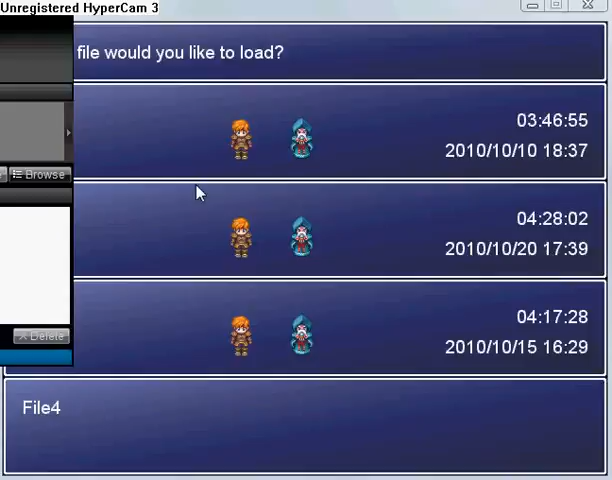 Unregistered HyperCam 3
file would you like to load?
03:46:55
2010/10/10 18:37
Browse
04:28:02
2010/10/20 17:39
04:17:28
Delete
2010/10/15 16:29
File4